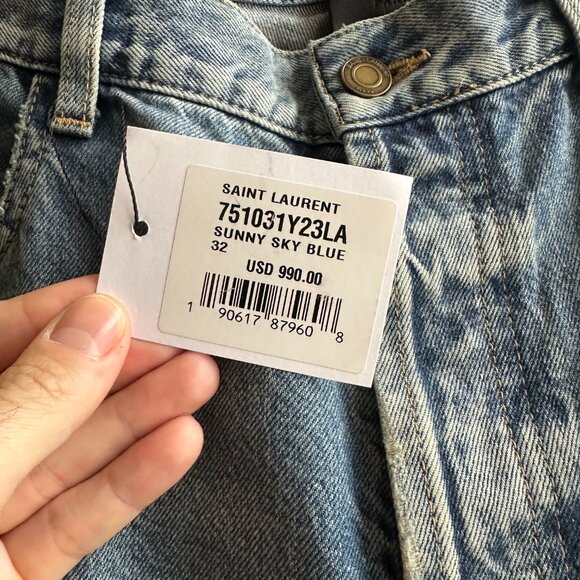 SAINT LAURENT
751031Y23LA
SUNNY SKY BLUE
32
USD 990.00
1 90617 87960 8